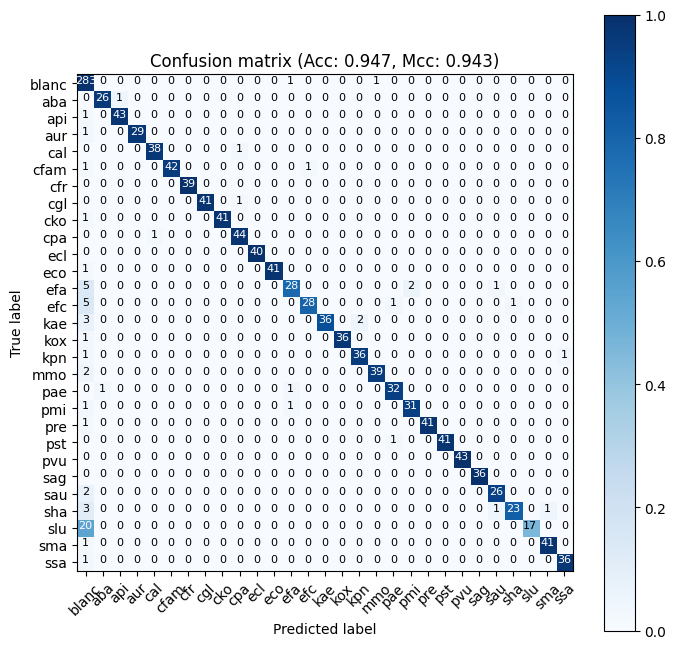 Confusion matrix (Acc: 0.947, Mcc: 0.943)
blanc 283 0 0 0 0 0 0 0 0 0 0 0 1 0 0 0 0 1 0 0 0 0 0 0 0 0 0 0 0
aba 0 26 1 0 0 0 0 0 0 0 0 0 0 0 0 0 0 0 0 0 0 0 0 0 0 0 0 0 0
api 1 0 43 0 0 0 0 0 0 0 0 0 0 0 0 0 0 0 0 0 0 0 0 0 0 0 0 0 0
aur 1 0 0 29 0 0 0 0 0 0 0 0 0 0 0 0 0 0 0 0 0 0 0 0 0 0 0 0 0
cal 0 0 0 0 38 0 0 0 0 1 0 0 0 0 0 0 0 0 0 0 0 0 0 0 0 0 0 0 0
cfam 1 0 0 0 0 42 0 0 0 0 0 0 0 1 0 0 0 0 0 0 0 0 0 0 0 0 0 0 0
cfr 0 0 0 0 0 0 39 0 0 0 0 0 0 0 0 0 0 0 0 0 0 0 0 0 0 0 0 0 0
cgl 0 0 0 0 0 0 0 41 0 1 0 0 0 0 0 0 0 0 0 0 0 0 0 0 0 0 0 0 0
cko 1 0 0 0 0 0 0 0 41 0 0 0 0 0 0 0 0 0 0 0 0 0 0 0 0 0 0 0 0
cpa 0 0 0 0 1 0 0 0 0 44 0 0 0 0 0 0 0 0 0 0 0 0 0 0 0 0 0 0 0
ecl 0 0 0 0 0 0 0 0 0 0 40 0 0 0 0 0 0 0 0 0 0 0 0 0 0 0 0 0 0
eco 1 0 0 0 0 0 0 0 0 0 0 41 0 0 0 0 0 0 0 0 0 0 0 0 0 0 0 0 0
efa 5 0 0 0 0 0 0 0 0 0 0 0 28 0 0 0 0 0 0 2 0 0 0 0 1 0 0 0 0
efc 5 0 0 0 0 0 0 0 0 0 0 0 0 28 0 0 0 0 1 0 0 0 0 0 0 1 0 0 0
kae 3 0 0 0 0 0 0 0 0 0 0 0 0 0 36 0 2 0 0 0 0 0 0 0 0 0 0 0 0
kox 1 0 0 0 0 0 0 0 0 0 0 0 0 0 0 36 0 0 0 0 0 0 0 0 0 0 0 0 0
kpn 1 0 0 0 0 0 0 0 0 0 0 0 0 0 0 0 36 0 0 0 0 0 0 0 0 0 0 0 1
mmo 2 0 0 0 0 0 0 0 0 0 0 0 0 0 0 0 0 39 0 0 0 0 0 0 0 0 0 0 0
pae 0 1 0 0 0 0 0 0 0 0 0 0 1 0 0 0 0 0 32 0 0 0 0 0 0 0 0 0 0
pmi 1 0 0 0 0 0 0 0 0 0 0 0 1 0 0 0 0 0 0 31 0 0 0 0 0 0 0 0 0
pre 1 0 0 0 0 0 0 0 0 0 0 0 0 0 0 0 0 0 0 0 41 0 0 0 0 0 0 0 0
pst 0 0 0 0 0 0 0 0 0 0 0 0 0 0 0 0 0 0 1 0 0 41 0 0 0 0 0 0 0
pvu 0 0 0 0 0 0 0 0 0 0 0 0 0 0 0 0 0 0 0 0 0 0 43 0 0 0 0 0 0
sag 0 0 0 0 0 0 0 0 0 0 0 0 0 0 0 0 0 0 0 0 0 0 0 36 0 0 0 0 0
sau 2 0 0 0 0 0 0 0 0 0 0 0 0 0 0 0 0 0 0 0 0 0 0 0 26 0 0 0 0
sha 3 0 0 0 0 0 0 0 0 0 0 0 0 0 0 0 0 0 0 0 0 0 0 0 1 23 0 1 0
slu 20 0 0 0 0 0 0 0 0 0 0 0 0 0 0 0 0 0 0 0 0 0 0 0 0 0 17 0 0
sma 1 0 0 0 0 0 0 0 0 0 0 0 0 0 0 0 0 0 0 0 0 0 0 0 0 0 0 41 0
ssa 1 0 0 0 0 0 0 0 0 0 0 0 0 0 0 0 0 0 0 0 0 0 0 0 0 0 0 0 36
True label
blanc aba api aur cal cfam cfr cgl cko cpa ecl eco efa efc kae kox kpn mmo pae pmi pre pst pvu sag sau sha slu sma ssa
Predicted label
1.0
0.8
0.6
0.4
0.2
0.0